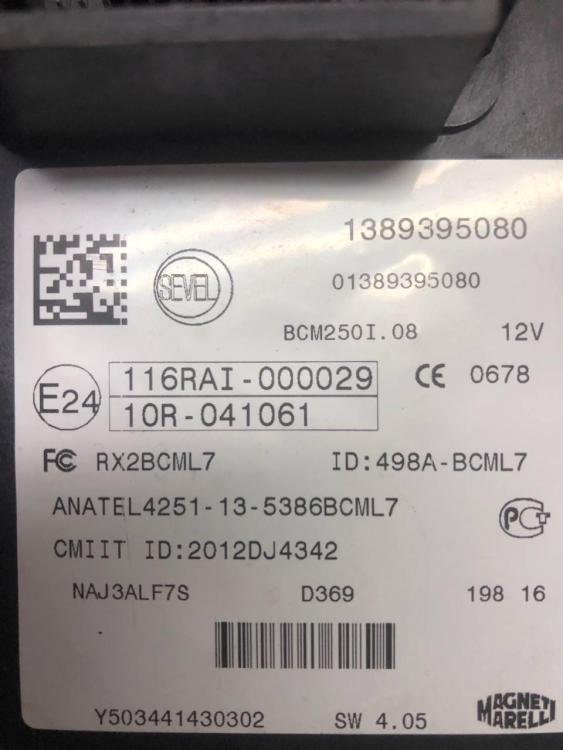 1389395080
SEVEL
01389395080
BCM250I.08 12V
E24
116RAI-000029
10R-041061
CE 0678
FC RX2BCML7 ID:498A-BCML7
ANATEL4251-13-5386BCML7
PCT
CMIIT ID:2012DJ4342
NAJ3ALF7S D369 198 16
Y503441430302 SW 4.05
MAGNETI
MARELLI